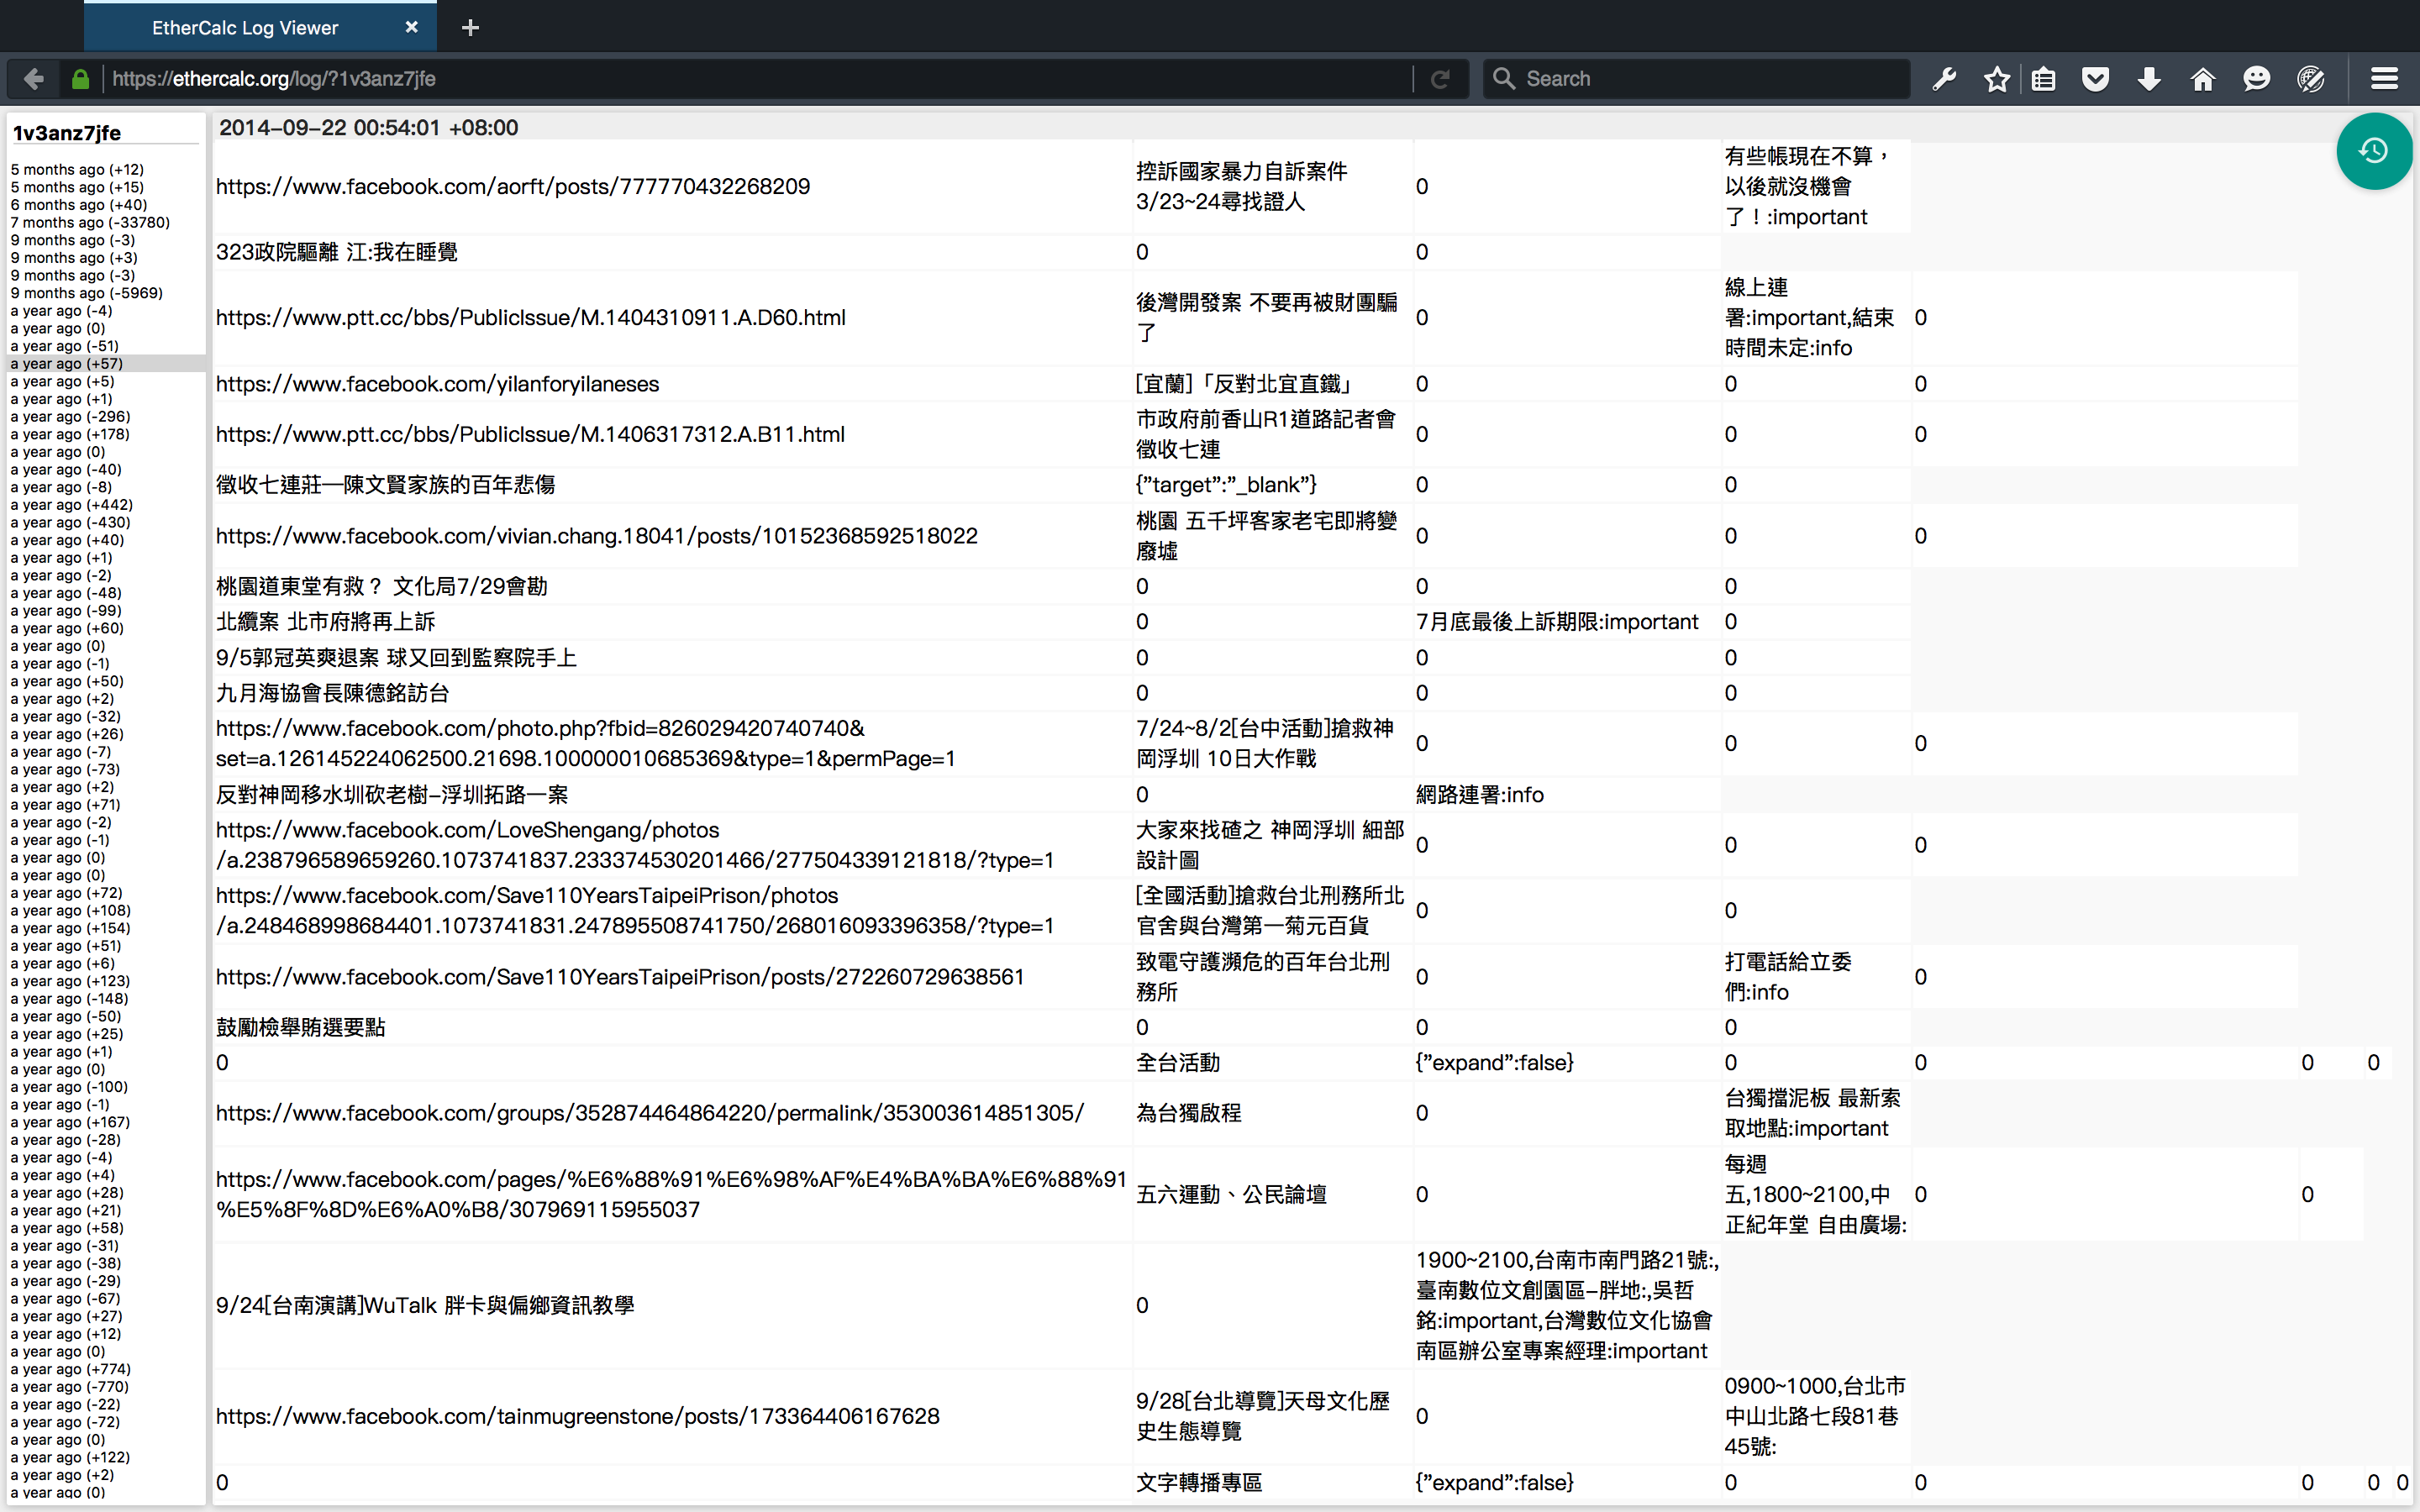 EtherCalc Log Viewer
https://ethercalc.org/log/?1v3anz7jfe
Search
1v3anz7jfe
5 months ago (+12)
5 months ago (+15)
6 months ago (+40)
7 months ago (-33780)
9 months ago (-3)
9 months ago (+3)
9 months ago (-3)
9 months ago (-5969)
a year ago (-4)
a year ago (0)
a year ago (-51)
a year ago (+57)
a year ago (+5)
a year ago (+1)
a year ago (-296)
a year ago (+178)
a year ago (0)
a year ago (-40)
a year ago (-8)
a year ago (+442)
a year ago (-430)
a year ago (+40)
a year ago (+1)
a year ago (-2)
a year ago (-48)
a year ago (-99)
a year ago (+60)
a year ago (0)
a year ago (-1)
a year ago (+50)
a year ago (+2)
a year ago (-32)
a year ago (+26)
a year ago (-7)
a year ago (-73)
a year ago (+2)
a year ago (+71)
a year ago (-2)
a year ago (-1)
a year ago (0)
a year ago (0)
a year ago (+72)
a year ago (+108)
a year ago (+154)
a year ago (+51)
a year ago (+6)
a year ago (+123)
a year ago (-148)
a year ago (-50)
a year ago (+25)
a year ago (+1)
a year ago (0)
a year ago (-100)
a year ago (-1)
a year ago (+167)
a year ago (-28)
a year ago (-4)
a year ago (+4)
a year ago (+28)
a year ago (+21)
a year ago (+58)
a year ago (-31)
a year ago (-38)
a year ago (-29)
a year ago (-67)
a year ago (+27)
a year ago (+12)
a year ago (0)
a year ago (+774)
a year ago (-770)
a year ago (-22)
a year ago (-72)
a year ago (0)
a year ago (+122)
a year ago (+2)
a year ago (0)
2014-09-22 00:54:01 +08:00
https://www.facebook.com/aorft/posts/777770432268209
控訴國家暴力自訴案件
3/23~24尋找證人
0
有些帳現在不算，
以後就沒機會
了！:important
323政院驅離 江:我在睡覺
0
0
https://www.ptt.cc/bbs/PublicIssue/M.1404310911.A.D60.html
後灣開發案 不要再被財團騙
了
0
線上連
署:important,結束
時間未定:info
0
https://www.facebook.com/yilanforyilaneses
[宜蘭]「反對北宜直鐵」
0
0
0
https://www.ptt.cc/bbs/PublicIssue/M.1406317312.A.B11.html
市政府前香山R1道路記者會
徵收七連
0
0
0
徵收七連莊—陳文賢家族的百年悲傷
{"target":"_blank"}
0
0
https://www.facebook.com/vivian.chang.18041/posts/10152368592518022
桃園 五千坪客家老宅即將變
廢墟
0
0
0
桃園道東堂有救？ 文化局7/29會勘
0
0
0
北纜案 北市府將再上訴
0
7月底最後上訴期限:important
0
9/5郭冠英爽退案 球又回到監察院手上
0
0
0
九月海協會長陳德銘訪台
0
0
0
https://www.facebook.com/photo.php?fbid=826029420740740&
set=a.126145224062500.21698.100000010685369&type=1&permPage=1
7/24~8/2[台中活動]搶救神
岡浮圳 10日大作戰
0
0
0
反對神岡移水圳砍老樹–浮圳拓路一案
0
網路連署:info
https://www.facebook.com/LoveShengang/photos
/a.238796589659260.1073741837.233374530201466/277504339121818/?type=1
大家來找碴之 神岡浮圳 細部
設計圖
0
0
0
https://www.facebook.com/Save110YearsTaipeiPrison/photos
/a.248468998684401.1073741831.247895508741750/268016093396358/?type=1
[全國活動]搶救台北刑務所北
官舍與台灣第一菊元百貨
0
0
https://www.facebook.com/Save110YearsTaipeiPrison/posts/272260729638561
致電守護瀕危的百年台北刑
務所
0
打電話給立委
們:info
0
鼓勵檢舉賄選要點
0
0
0
0
全台活動
{"expand":false}
0
0
0
0
https://www.facebook.com/groups/352874464864220/permalink/353003614851305/
為台獨啟程
0
台獨擋泥板 最新索
取地點:important
https://www.facebook.com/pages/%E6%88%91%E6%98%AF%E4%BA%BA%E6%88%91
%E5%8F%8D%E6%A0%B8/307969115955037
五六運動、公民論壇
0
每週
五,1800~2100,中
正紀年堂 自由廣場:
0
0
9/24[台南演講]WuTalk 胖卡與偏鄉資訊教學
0
1900~2100,台南市南門路21號:,
臺南數位文創園區–胖地:,吳哲
銘:important,台灣數位文化協會
南區辦公室專案經理:important
https://www.facebook.com/tainmugreenstone/posts/173364406167628
9/28[台北導覽]天母文化歷
史生態導覽
0
0900~1000,台北市
中山北路七段81巷
45號:
0
文字轉播專區
{"expand":false}
0
0
0
0
0